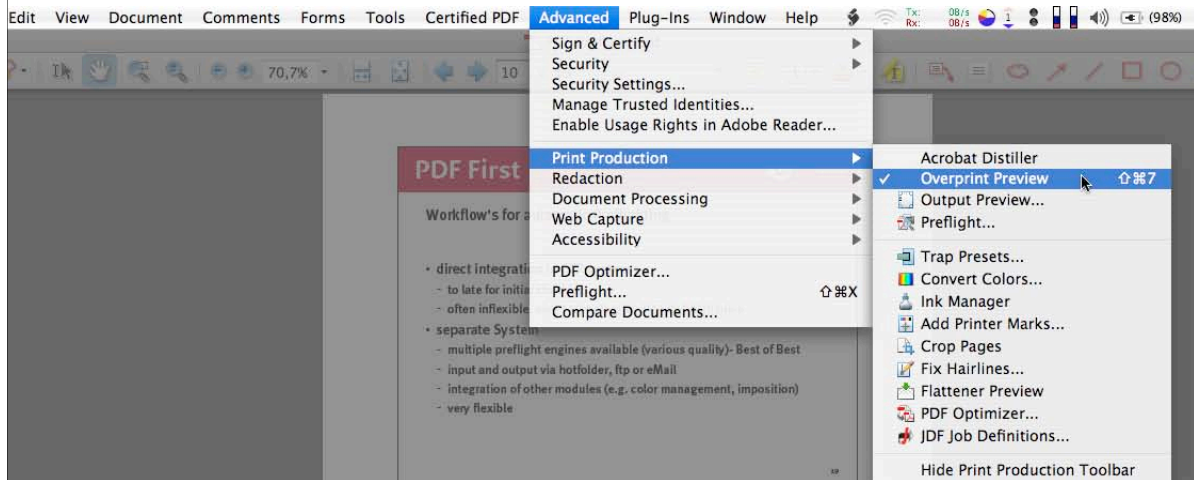 Edit View Document Comments Forms Tools Certified PDF Advanced Plug-Ins Window Help Tx: 0B/s 1 (98%)
Rx: 0B/s
70,7% 10
Sign & Certify
Security
Security Settings...
Manage Trusted Identities...
Enable Usage Rights in Adobe Reader...
Print Production
Redaction
Document Processing
Web Capture
Accessibility
PDF Optimizer...
Preflight... ⇧⌘X
Compare Documents...
Acrobat Distiller
✓ Overprint Preview ⇧⌘7
Output Preview...
Preflight...
Trap Presets...
Convert Colors...
Ink Manager
Add Printer Marks...
Crop Pages
Fix Hairlines...
Flattener Preview
PDF Optimizer...
JDF Job Definitions...
Hide Print Production Toolbar
PDF First
Workflow's for
• direct
- to late for
- often inflexible
• separate System
- multiple preflight engines available (various quality)- Best of Best
- input and output via hotfolder, ftp or eMail
- integration of other modules (e.g. color management, imposition)
- very flexible